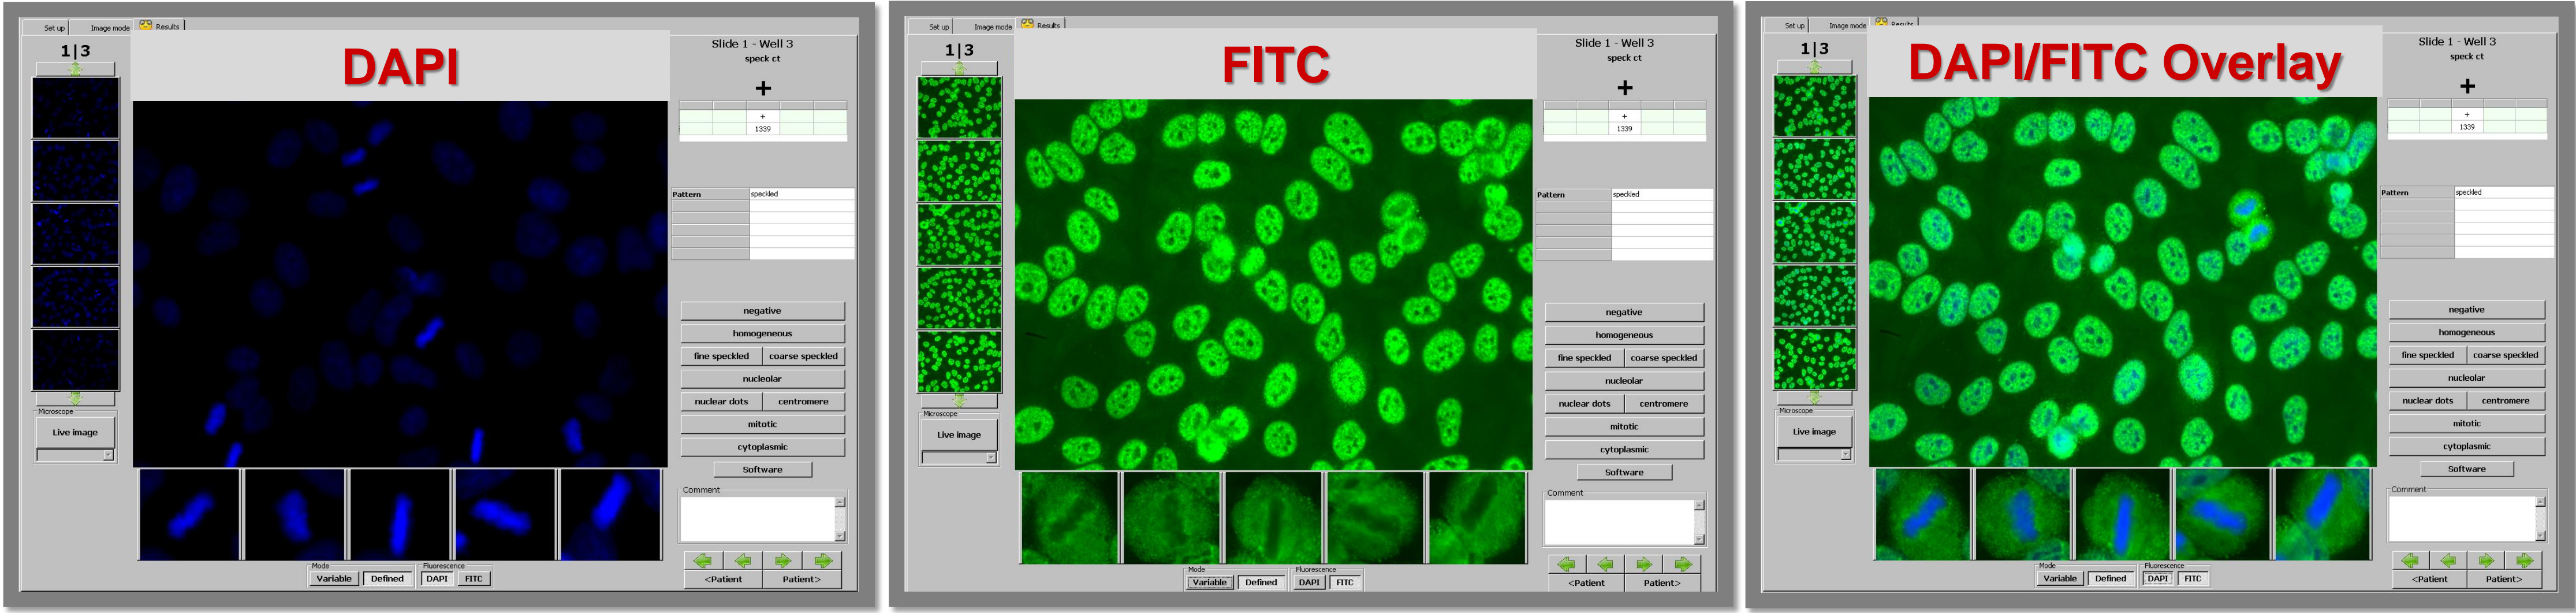 Set up Image mode Results
1|3
DAPI
Slide 1 - Well 3
speck ct
+
+
1339
Pattern speckled
negative
homogeneous
fine speckled coarse speckled
nucleolar
nuclear dots centromere
mitotic
cytoplasmic
Software
Microscope
Live image
Comment
Mode Fluorescence
Variable Defined DAPI FITC
<Patient Patient>
Set up Image mode Results
1|3
FITC
Slide 1 - Well 3
speck ct
+
+
1339
Pattern speckled
negative
homogeneous
fine speckled coarse speckled
nucleolar
nuclear dots centromere
mitotic
cytoplasmic
Software
Microscope
Live image
Comment
Mode Fluorescence
Variable Defined DAPI FITC
<Patient Patient>
Set up Image mode Results
1|3
DAPI/FITC Overlay
Slide 1 - Well 3
speck ct
+
+
1339
Pattern speckled
negative
homogeneous
fine speckled coarse speckled
nucleolar
nuclear dots centromere
mitotic
cytoplasmic
Software
Microscope
Live image
Comment
Mode Fluorescence
Variable Defined DAPI FITC
<Patient Patient>